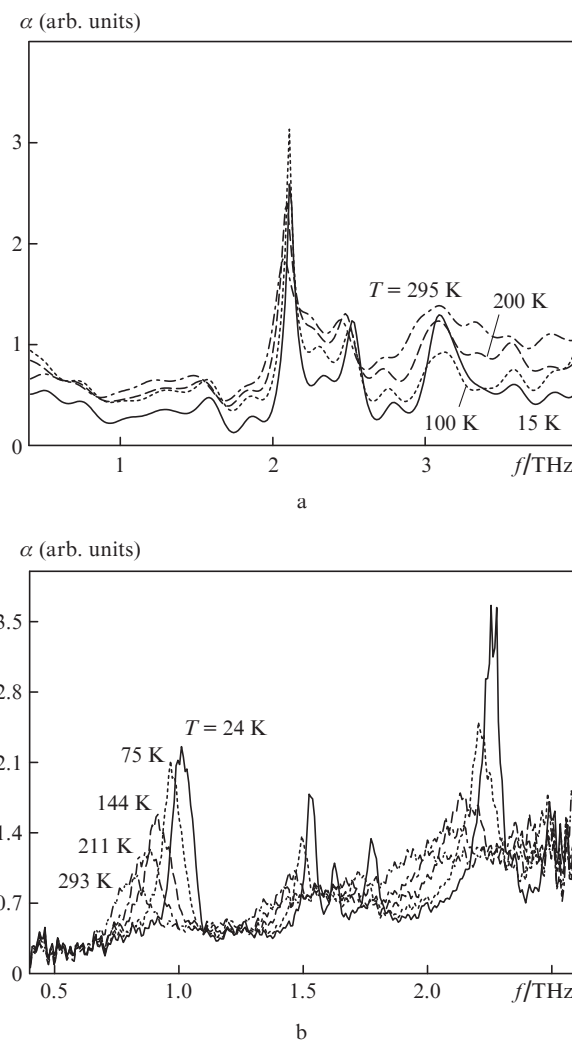 α (arb. units)
3
2
1
0
T = 295 K
200 K
100 K
15 K
1
2
3
f/THz
a
α (arb. units)
3.5
2.8
2.1
1.4
0.7
0
T = 24 K
75 K
144 K
211 K
293 K
0.5
1.0
1.5
2.0
f/THz
b